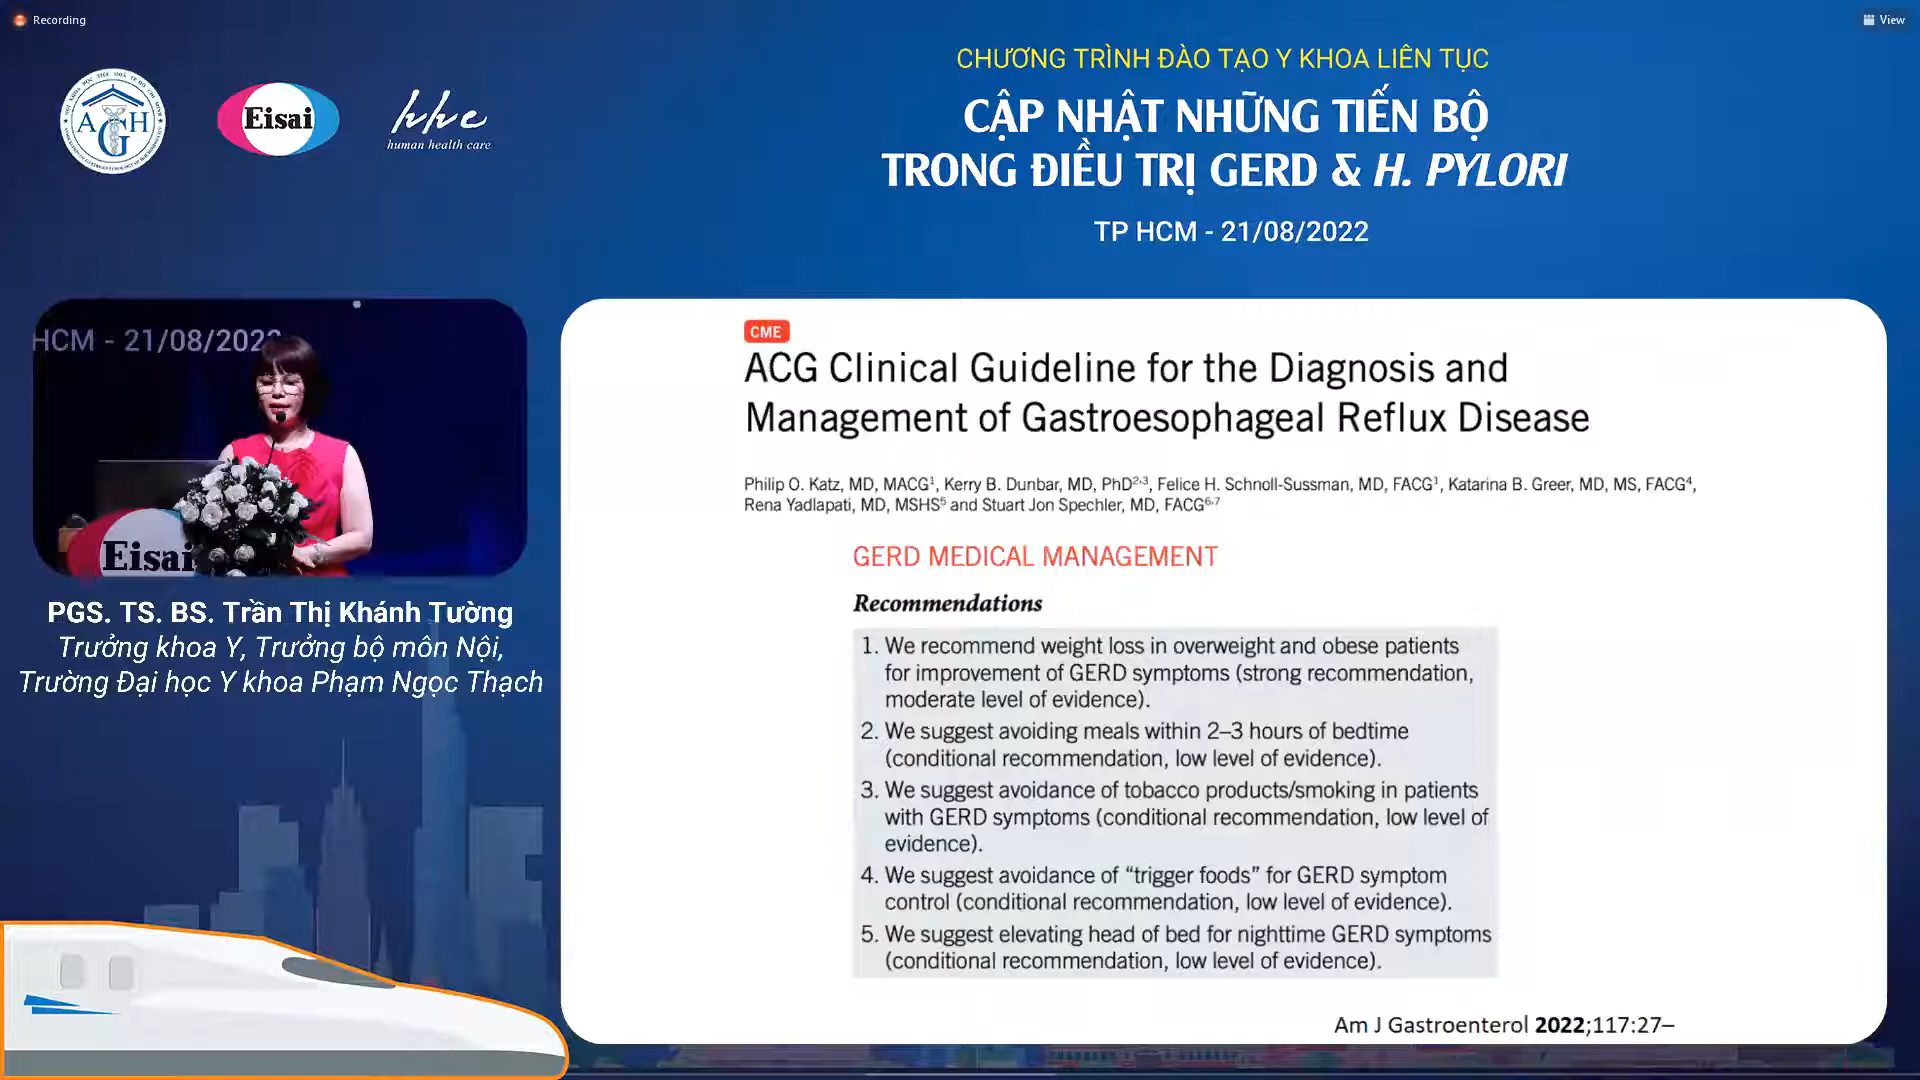 Recording
View
AGH
Eisai
hhc
human health care
CHƯƠNG TRÌNH ĐÀO TẠO Y KHOA LIÊN TỤC
CẬP NHẬT NHỮNG TIẾN BỘ
TRONG ĐIỀU TRỊ GERD & H. PYLORI
TP HCM - 21/08/2022
HCM - 21/08/2022
Eisai
PGS. TS. BS. Trần Thị Khánh Tường
Trưởng khoa Y, Trưởng bộ môn Nội,
Trường Đại học Y khoa Phạm Ngọc Thạch
CME
ACG Clinical Guideline for the Diagnosis and
Management of Gastroesophageal Reflux Disease
Philip O. Katz, MD, MACG¹, Kerry B. Dunbar, MD, PhD²,³, Felice H. Schnoll-Sussman, MD, FACG¹, Katarina B. Greer, MD, MS, FACG⁴,
Rena Yadlapati, MD, MSHS⁵ and Stuart Jon Spechler, MD, FACG⁶,⁷
GERD MEDICAL MANAGEMENT
Recommendations
1. We recommend weight loss in overweight and obese patients
for improvement of GERD symptoms (strong recommendation,
moderate level of evidence).
2. We suggest avoiding meals within 2–3 hours of bedtime
(conditional recommendation, low level of evidence).
3. We suggest avoidance of tobacco products/smoking in patients
with GERD symptoms (conditional recommendation, low level of
evidence).
4. We suggest avoidance of “trigger foods” for GERD symptom
control (conditional recommendation, low level of evidence).
5. We suggest elevating head of bed for nighttime GERD symptoms
(conditional recommendation, low level of evidence).
Am J Gastroenterol 2022;117:27–